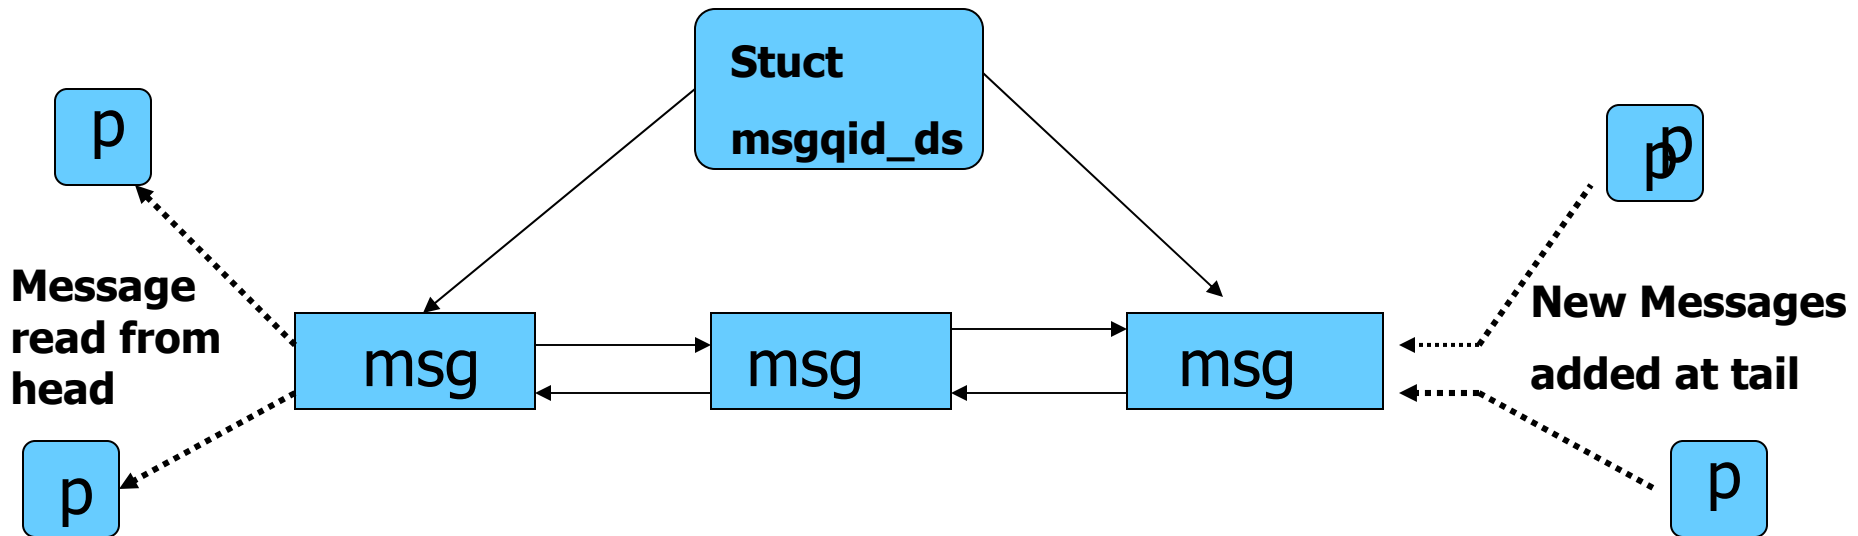 Stuct
msgqid_ds
p
p
p
Message
read from
head
msg
msg
msg
New Messages
added at tail
p
p